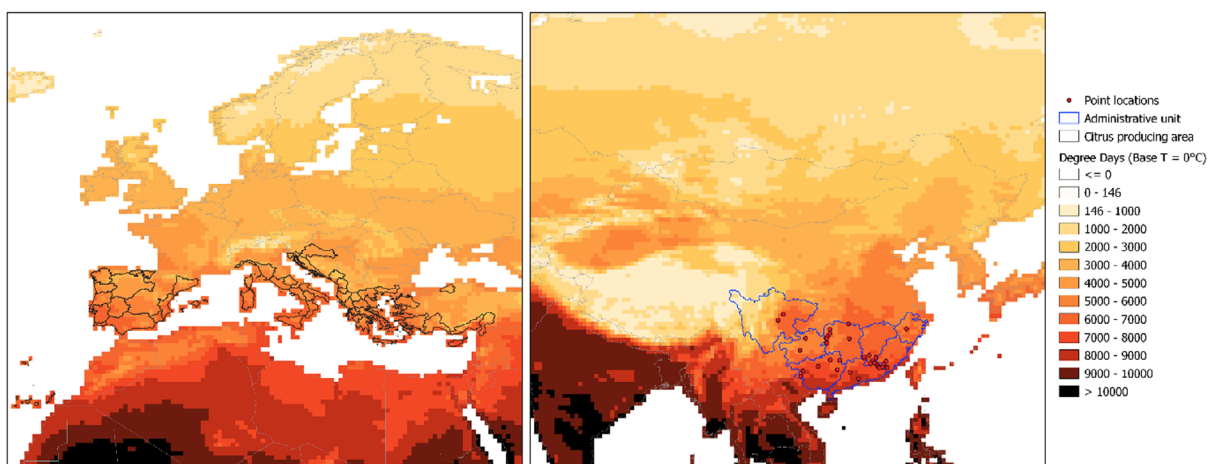 Point locations
Administrative unit
Citrus producing area
Degree Days (Base T = 0°C)
<= 0
0 - 146
146 - 1000
1000 - 2000
2000 - 3000
3000 - 4000
4000 - 5000
5000 - 6000
6000 - 7000
7000 - 8000
8000 - 9000
9000 - 10000
> 10000